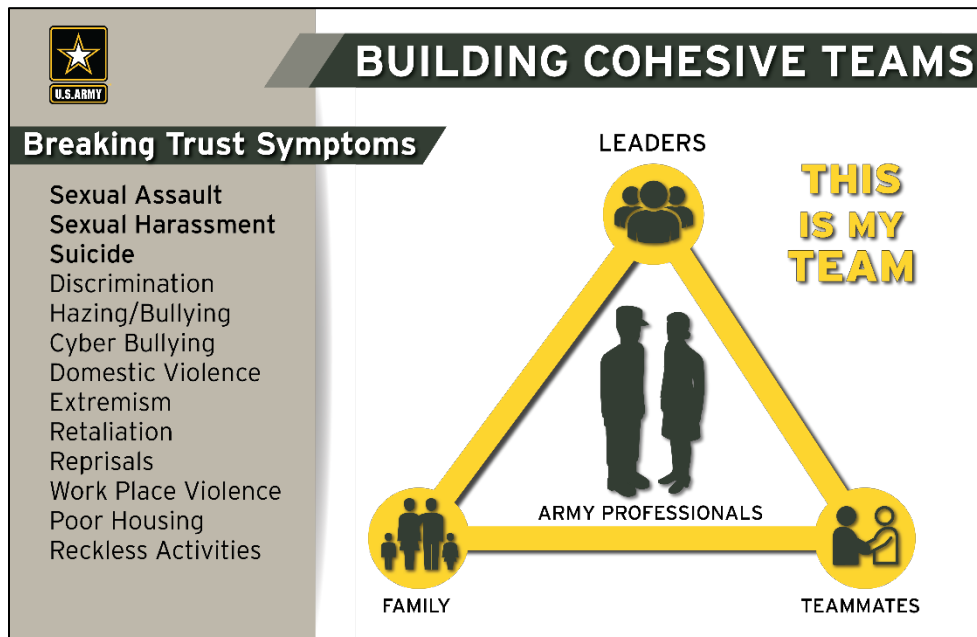 U.S.ARMY
BUILDING COHESIVE TEAMS
Breaking Trust Symptoms
Sexual Assault
Sexual Harassment
Suicide
Discrimination
Hazing/Bullying
Cyber Bullying
Domestic Violence
Extremism
Retaliation
Reprisals
Work Place Violence
Poor Housing
Reckless Activities
LEADERS
THIS
IS MY
TEAM
ARMY PROFESSIONALS
FAMILY
TEAMMATES